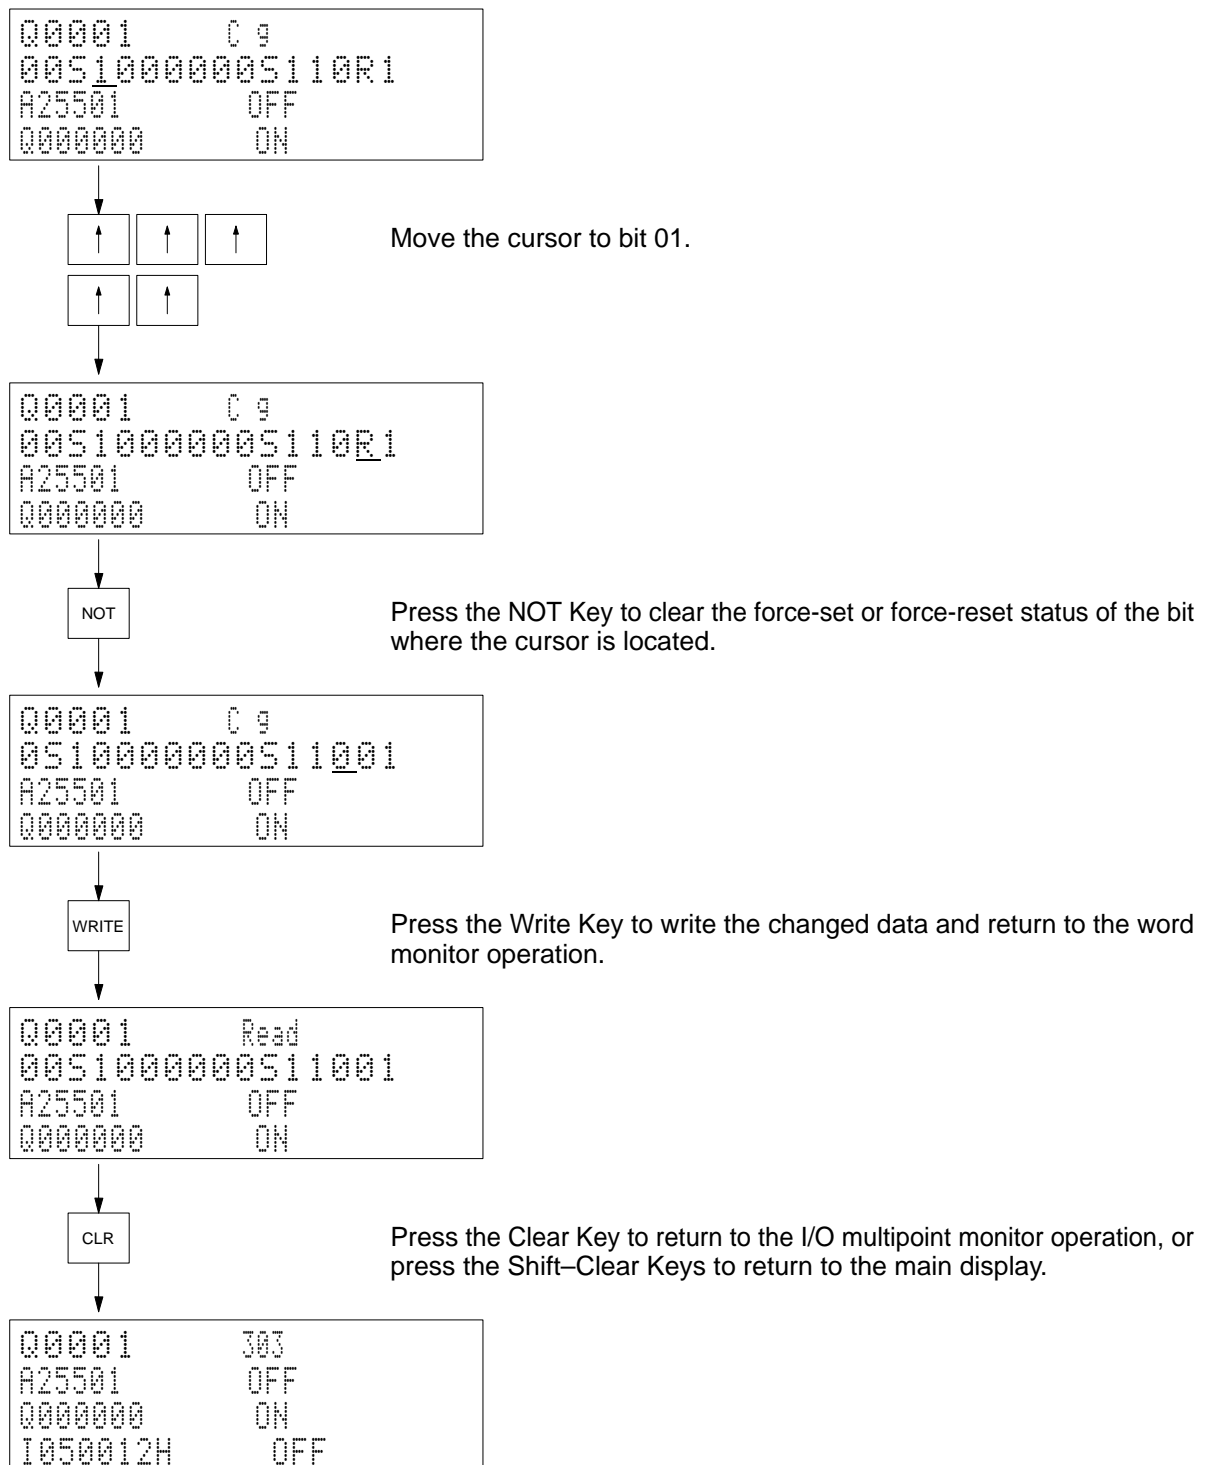 Q0001 C g
00S1000000S110R1
A25501 OFF
Q000000 ON
↑ ↑ ↑
Move the cursor to bit 01.
↑ ↑
Q0001 C g
00S1000000S110R1
A25501 OFF
Q000000 ON
NOT
Press the NOT Key to clear the force-set or force-reset status of the bit
where the cursor is located.
Q0001 C g
0S10000000S11001
A25501 OFF
Q000000 ON
WRITE
Press the Write Key to write the changed data and return to the word
monitor operation.
Q0001 Read
00S1000000S11001
A25501 OFF
Q000000 ON
CLR
Press the Clear Key to return to the I/O multipoint monitor operation, or
press the Shift–Clear Keys to return to the main display.
Q0001 303
A25501 OFF
Q000000 ON
I050012H OFF